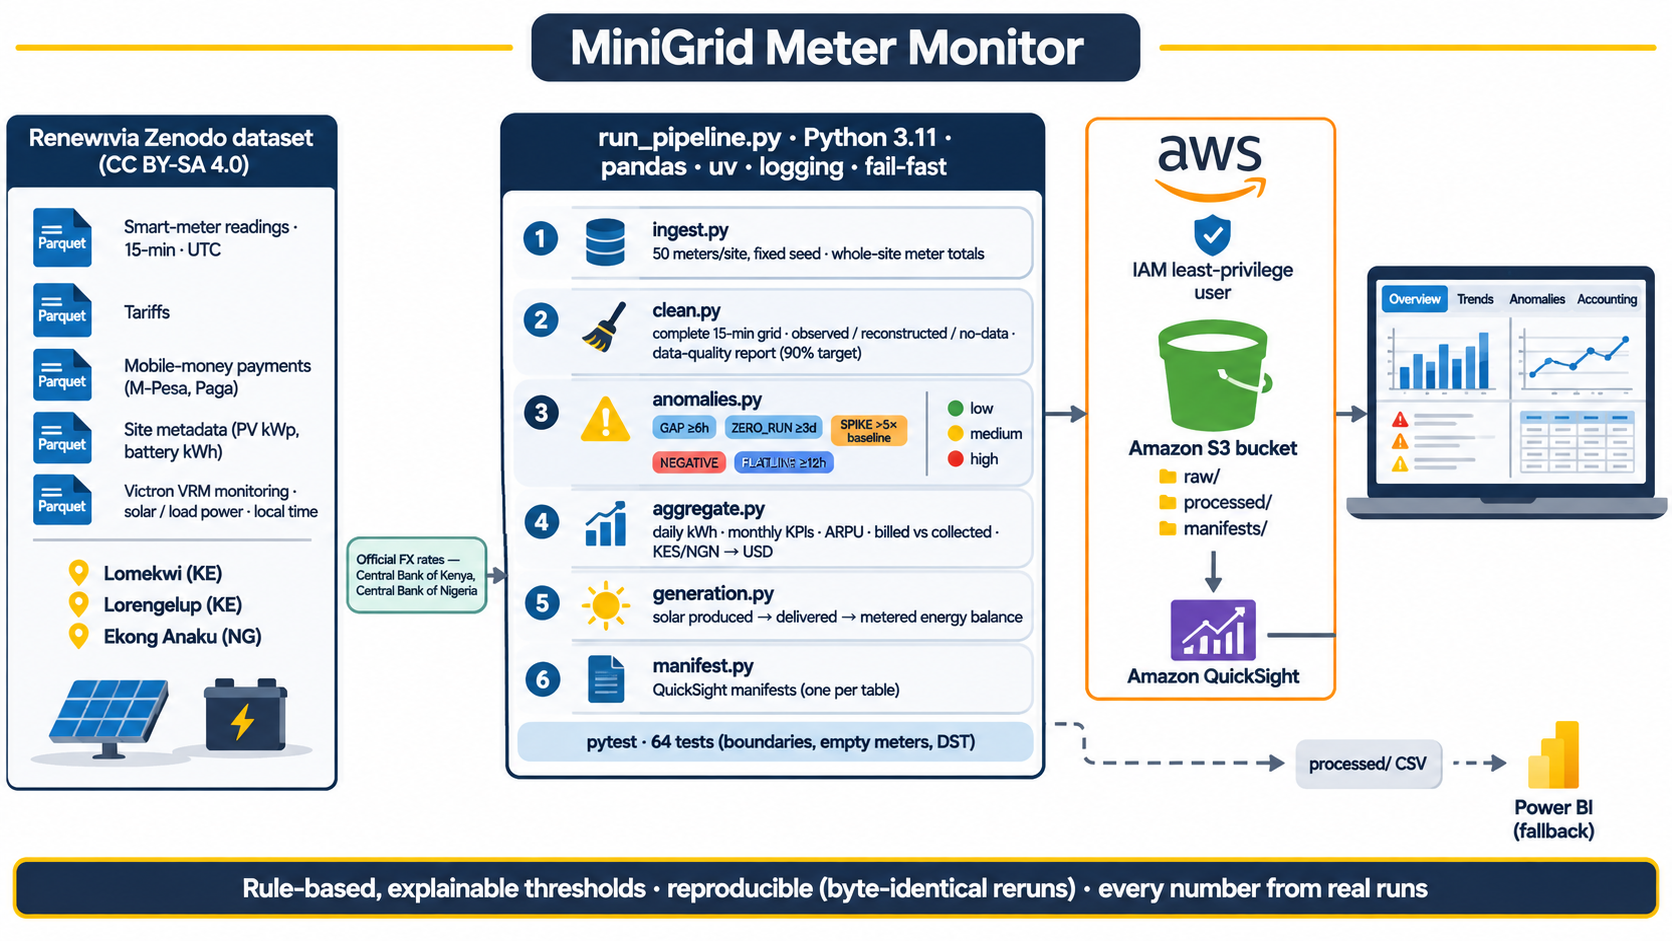 MiniGrid Meter Monitor
Renewıvia Zenodo dataset
(CC BY-SA 4.0)
Parquet
Smart-meter readings ·
15-min · UTC
Parquet
Tariffs
Parquet
Mobile-money payments
(M-Pesa, Paga)
Parquet
Site metadata (PV kWp,
battery kWh)
Parquet
Victron VRM monitoring ·
solar / load power · local time
Lomekwi (KE)
Lorengelup (KE)
Ekong Anaku (NG)
Official FX rates —
Central Bank of Kenya,
Central Bank of Nigeria
run_pipeline.py · Python 3.11 ·
pandas · uv · logging · fail-fast
1
ingest.py
50 meters/site, fixed seed · whole-site meter totals
2
clean.py
complete 15-min grid · observed / reconstructed / no-data ·
data-quality report (90% target)
3
anomalies.py
GAP ≥6h
ZERO_RUN ≥3d
SPIKE >5×
baseline
NEGATIVE
FLATLINE ≥12h
low
medium
high
4
aggregate.py
daily kWh · monthly KPIs · ARPU · billed vs collected ·
KES/NGN → USD
5
generation.py
solar produced → delivered → metered energy balance
6
manifest.py
QuickSight manifests (one per table)
pytest · 64 tests (boundaries, empty meters, DST)
aws
IAM least-privilege
user
Amazon S3 bucket
raw/
processed/
manifests/
Amazon QuickSight
Overview
Trends
Anomalies
Accounting
processed/ CSV
Power BI
(fallback)
Rule-based, explainable thresholds · reproducible (byte-identical reruns) · every number from real runs